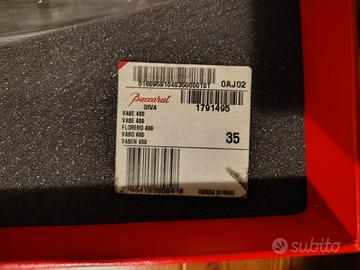 0AJ02
Baccarat
1791495
DIVA
VASE 400
VASE 400
FLORERO 400
VASO 400
VASEN 400
35
FABRIQUE EN FRANCE
subito